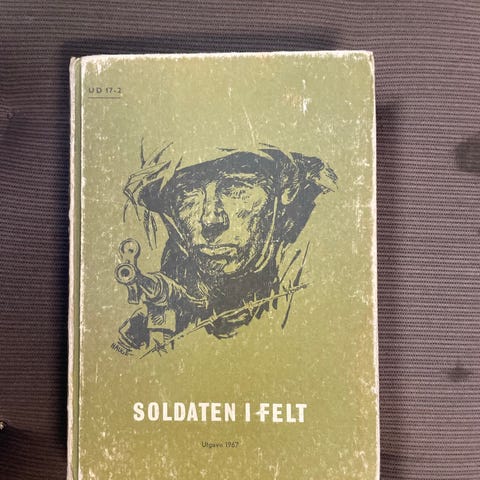 UD 17-2
SOLDATEN I FELT
Utgave 1967